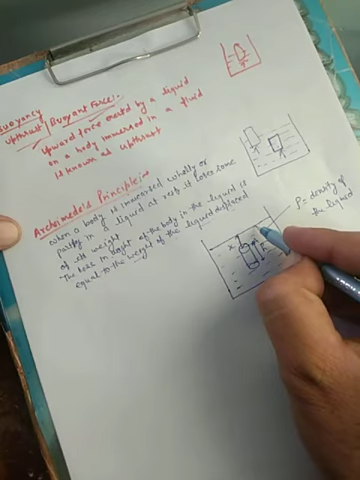 Buoyancy
Upthrust / Buoyant Force:-
Upward force exerted by a liquid
on a body immersed in a fluid
is known as upthrust
Archimede's Principle:-
When a body is immersed wholly or
partly in a liquid at rest, it loses some
of its weight
The loss in weight of the body in the liquid is
equal to the weight of the liquid displaced
ρ = density of
the liquid
x